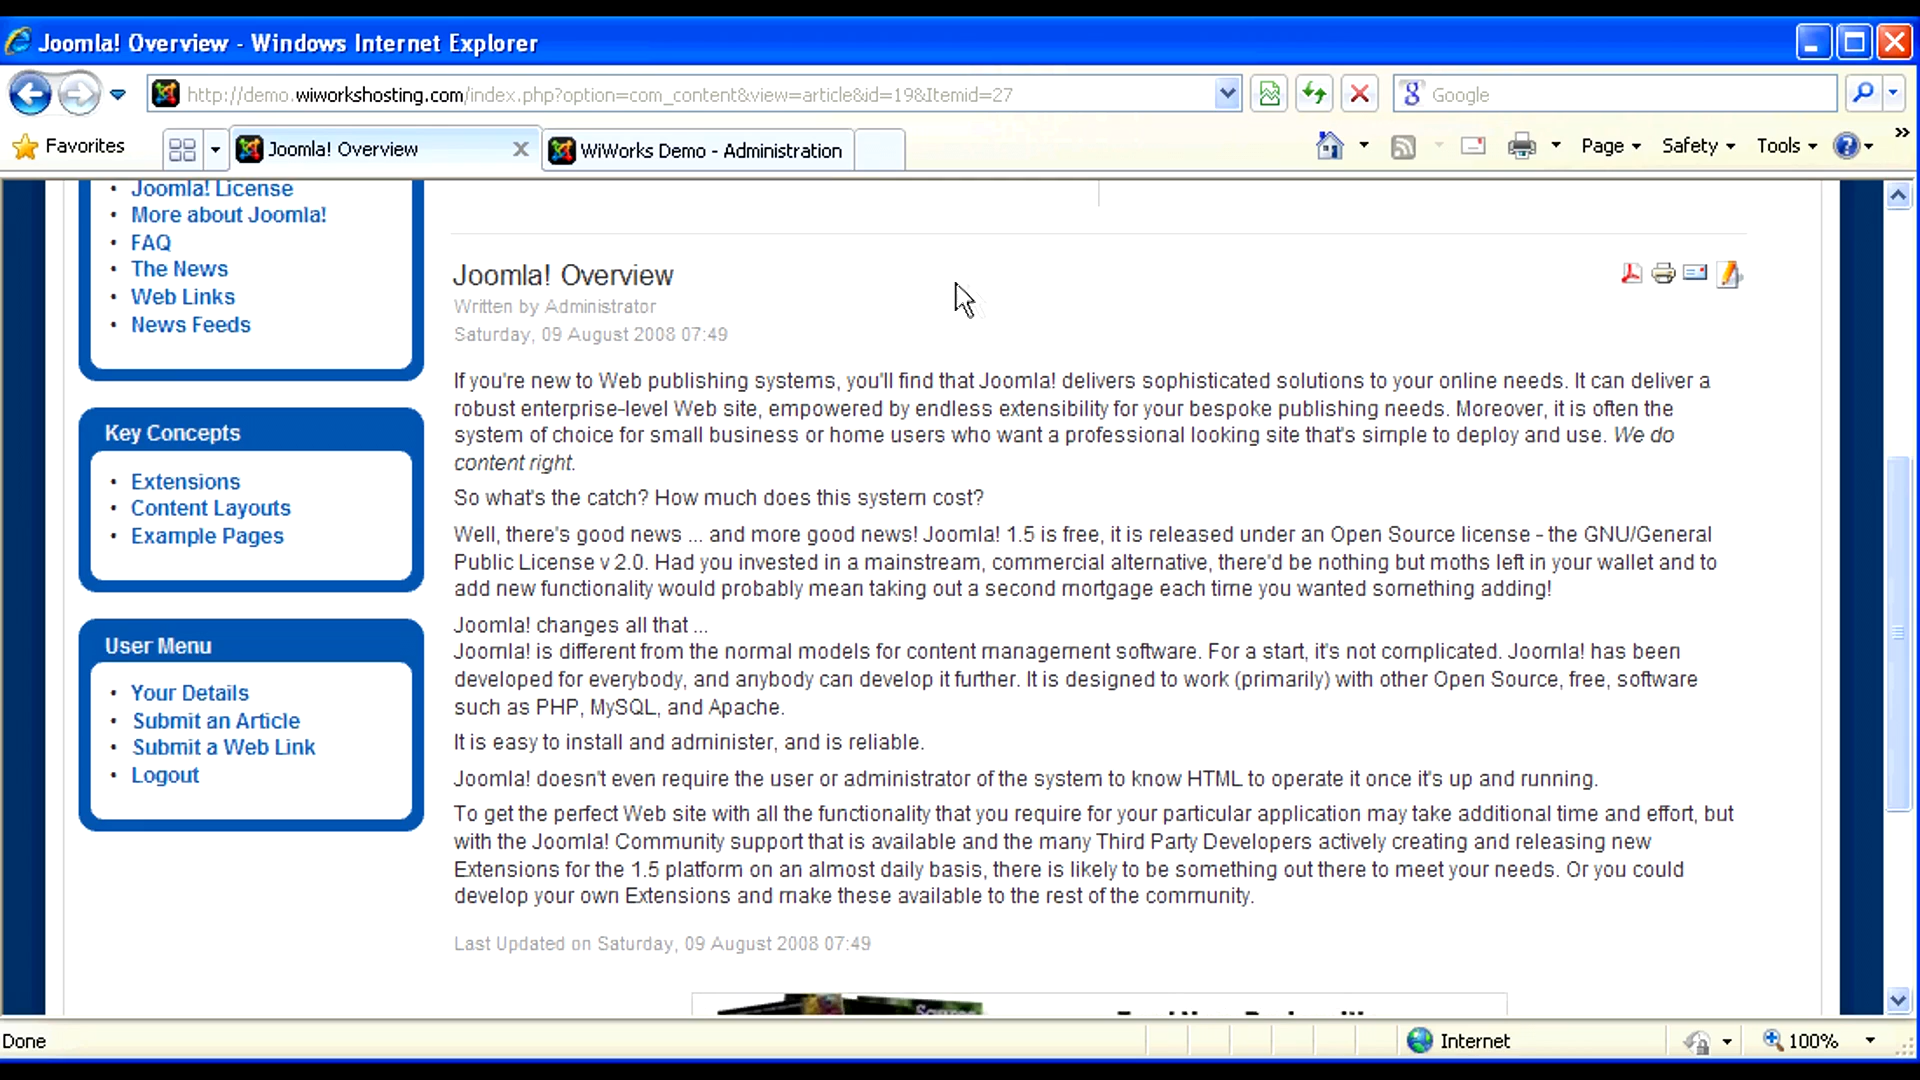 Joomla! Overview - Windows Internet Explorer
http://demo.wiworkshosting.com/index.php?option=com_content&view=article&id=19&Itemid=27
Google
Favorites
Joomla! Overview
WiWorks Demo - Administration
Page
Safety
Tools
Joomla! License
More about Joomla!
FAQ
The News
Web Links
News Feeds
Key Concepts
Extensions
Content Layouts
Example Pages
User Menu
Your Details
Submit an Article
Submit a Web Link
Logout
Joomla! Overview
Written by Administrator
Saturday, 09 August 2008 07:49
If you're new to Web publishing systems, you'll find that Joomla! delivers sophisticated solutions to your online needs. It can deliver a
robust enterprise-level Web site, empowered by endless extensibility for your bespoke publishing needs. Moreover, it is often the
system of choice for small business or home users who want a professional looking site that's simple to deploy and use. We do
content right.
So what's the catch? How much does this system cost?
Well, there's good news ... and more good news! Joomla! 1.5 is free, it is released under an Open Source license - the GNU/General
Public License v 2.0. Had you invested in a mainstream, commercial alternative, there'd be nothing but moths left in your wallet and to
add new functionality would probably mean taking out a second mortgage each time you wanted something adding!
Joomla! changes all that ...
Joomla! is different from the normal models for content management software. For a start, it's not complicated. Joomla! has been
developed for everybody, and anybody can develop it further. It is designed to work (primarily) with other Open Source, free, software
such as PHP, MySQL, and Apache.
It is easy to install and administer, and is reliable.
Joomla! doesn't even require the user or administrator of the system to know HTML to operate it once it's up and running.
To get the perfect Web site with all the functionality that you require for your particular application may take additional time and effort, but
with the Joomla! Community support that is available and the many Third Party Developers actively creating and releasing new
Extensions for the 1.5 platform on an almost daily basis, there is likely to be something out there to meet your needs. Or you could
develop your own Extensions and make these available to the rest of the community.
Last Updated on Saturday, 09 August 2008 07:49
Done
Internet
100%